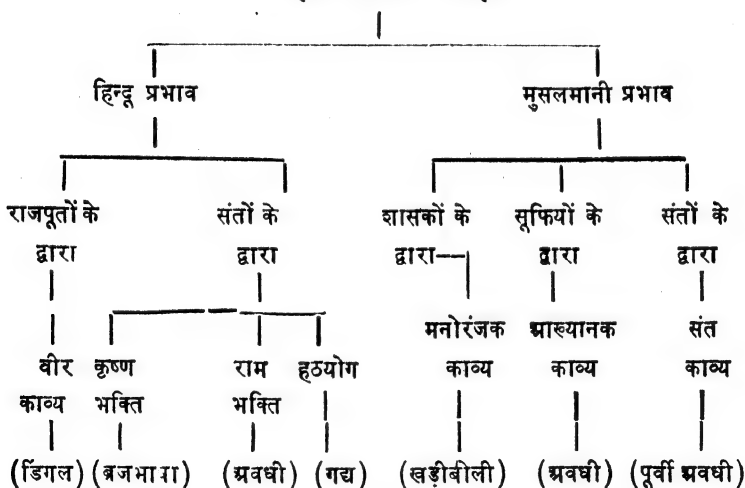 हिन्दू प्रभाव मुसलमानी प्रभाव
राजपूतों के संतों के शासकों के सूफियों के संतों के
द्वारा द्वारा द्वारा द्वारा द्वारा
मनोरंजक आख्यानक संत
वीर कृष्ण राम हठयोग काव्य काव्य काव्य
काव्य भक्ति भक्ति
(डिंगल) (ब्रजभाषा) (अवधी) (गद्य) (खड़ीबोली) (अवधी) (पूर्वी अवधी)